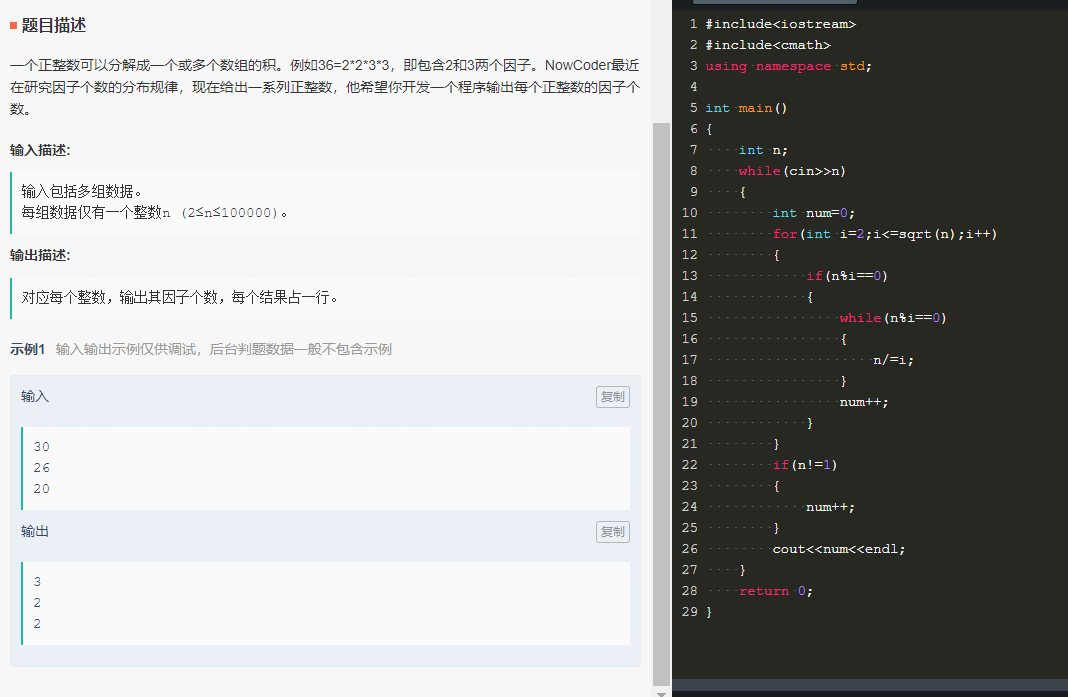 题目描述
一个正整数可以分解成一个或多个数组的积。例如36=2*2*3*3，即包含2和3两个因子。NowCoder最近
在研究因子个数的分布规律，现在给出一系列正整数，他希望你开发一个程序输出每个正整数的因子个
数。
输入描述:
输入包括多组数据。
每组数据仅有一个整数n (2≤n≤100000)。
输出描述:
对应每个整数，输出其因子个数，每个结果占一行。
示例1 输入输出示例仅供调试，后台判题数据一般不包含示例
输入 复制
30
26
20
输出 复制
3
2
2
1 #include<iostream>
2 #include<cmath>
3 using namespace std;
4
5 int main()
6 {
7 int n;
8 while(cin>>n)
9 {
10 int num=0;
11 for(int i=2;i<=sqrt(n);i++)
12 {
13 if(n%i==0)
14 {
15 while(n%i==0)
16 {
17 n/=i;
18 }
19 num++;
20 }
21 }
22 if(n!=1)
23 {
24 num++;
25 }
26 cout<<num<<endl;
27 }
28 return 0;
29 }